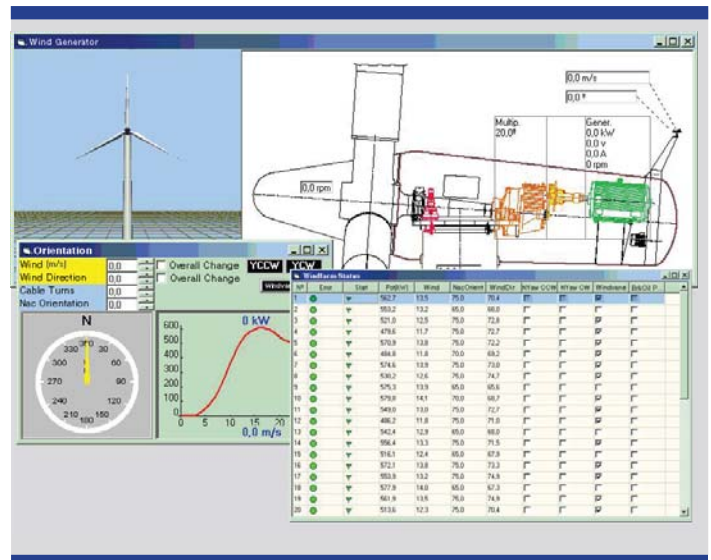 Wind Generator
0,0 m/s
0,0 º
Multip.
20,0º
Gener.
0,0 kW
0,0 v
0,0 A
0 rpm
0,0 rpm
Orientation
Wind (m/s) 0,0 Overall Change YCCW YCW
Wind Direction 0,0 Overall Change
Cable Turns 0,0
Nac Orientation 0,0
N
330 30
300 60
270 90
240 120
210 180 150
0 kW
600
500
400
300
200
100
0
0 5 10 15 20
0,0 m/s
Windfarm Status
Nº Error Start Pot(kW) Wind NacOrient WindDir NYaw CCW NYaw CW Windvane BrkOil P.
1 562,7 13,5 75,0 70,4
2 553,2 13,2 65,0 66,0
3 521,0 12,5 75,0 72,8
4 479,6 11,7 75,0 72,7
5 570,9 13,8 75,0 72,2
6 484,8 11,8 70,0 69,2
7 574,6 13,9 75,0 73,0
8 530,2 12,6 75,0 74,7
9 575,3 13,9 65,0 65,6
10 579,8 14,1 70,0 68,7
11 549,0 13,0 75,0 72,7
12 486,2 11,8 75,0 71,8
13 542,4 12,9 65,0 68,0
14 556,4 13,3 75,0 71,5
15 516,1 12,4 65,0 67,8
16 572,1 13,8 75,0 73,3
17 553,9 13,2 75,0 74,9
18 577,9 14,0 65,0 67,3
19 561,9 13,5 75,0 74,9
20 513,6 12,3 75,0 70,4